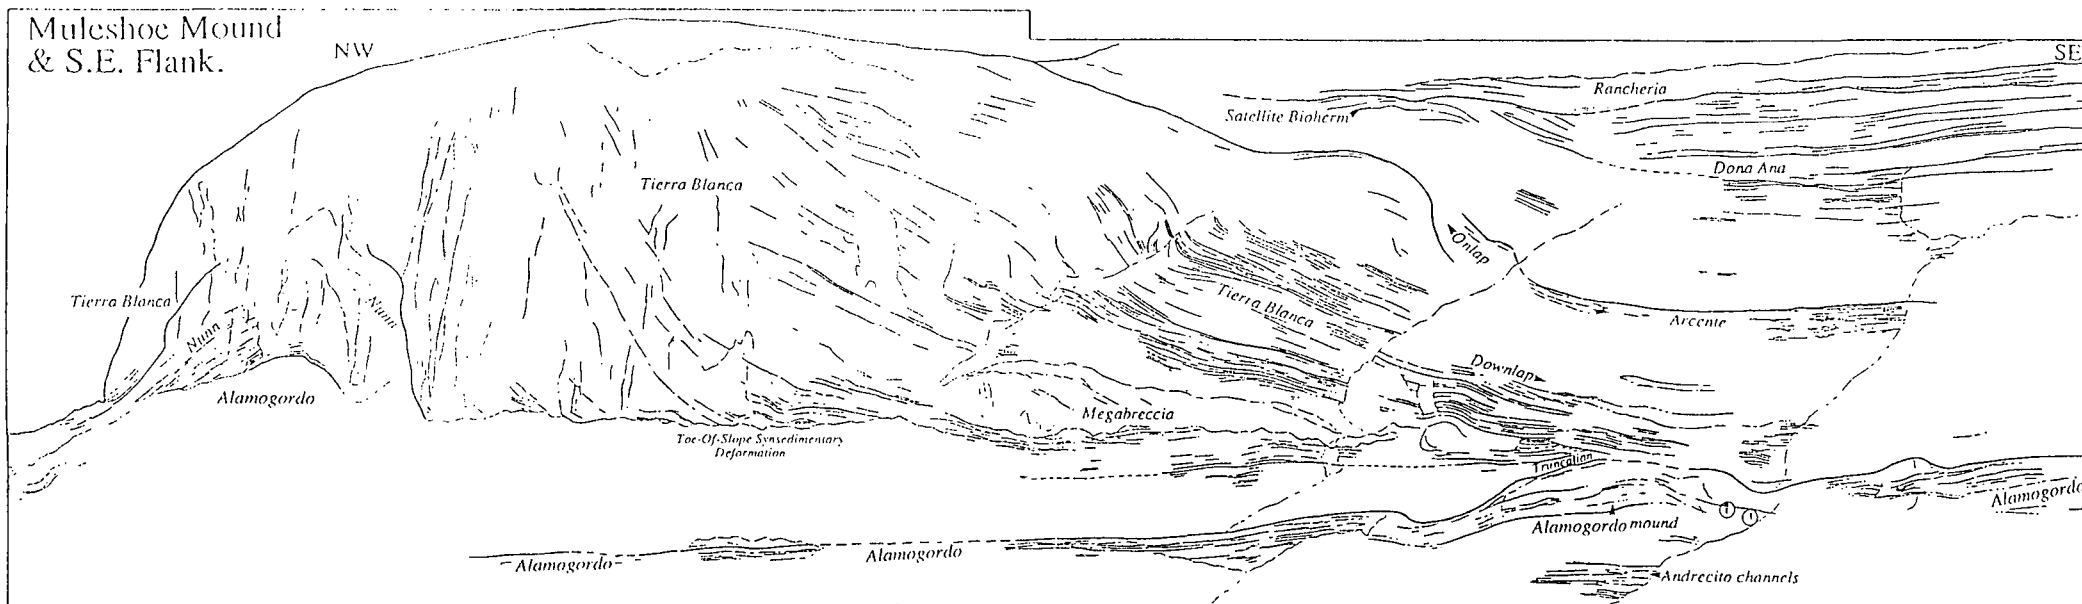 Muleshoe Mound
& S.E. Flank.
NW
SE
Rancheria
Satellite Bioherm
Dona Ana
Tierra Blanca
Onlap
Tierra Blanca
Nunn
Nunn
Tierra Blanca
Arcente
Downlap
Alamogordo
Megabreccia
Toe-Of-Slope Synsedimentary
Deformation
Truncation
Alamogordo
Alamogordo mound
Alamogordo
Alamogordo
Andrecito channels